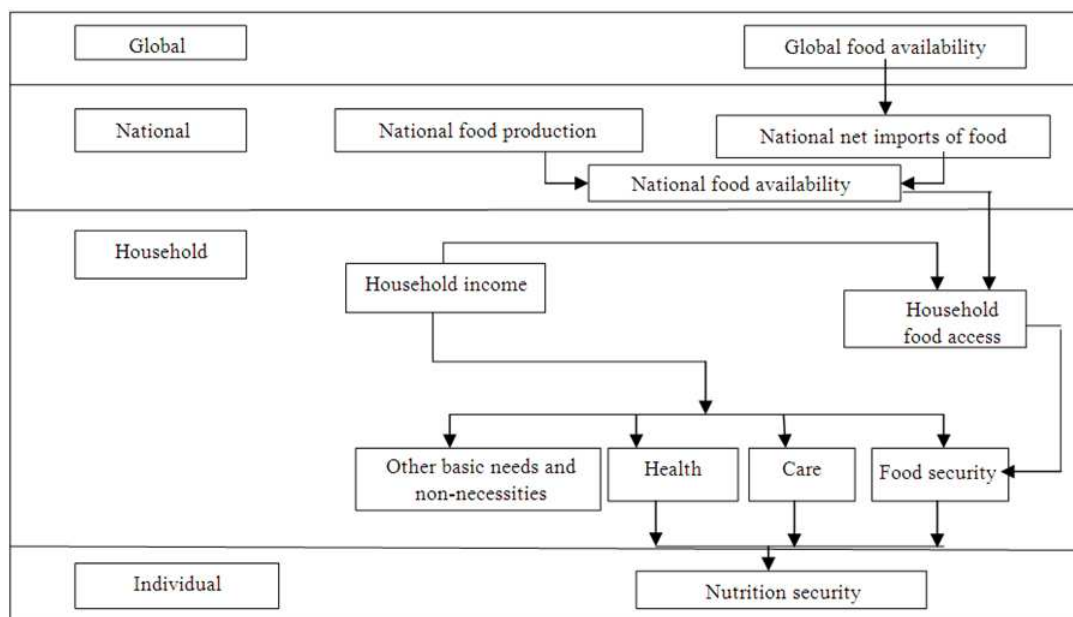 Global
Global food availability
National
National food production
National net imports of food
National food availability
Household
Household income
Household
food access
Other basic needs and
non-necessities
Health
Care
Food security
Individual
Nutrition security